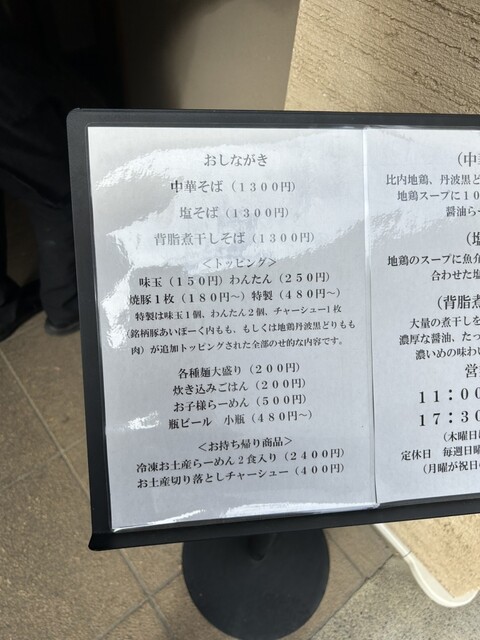 おしながき
中華そば（１３００円）
塩そば（１３００円）
背脂煮干しそば（１３００円）
＜トッピング＞
味玉（１５０円）わんたん（２５０円）
焼豚１枚（１８０円～）特製（４８０円～）
特製は味玉１個、わんたん２個、チャーシュー１枚
（銘柄豚あいぽーく内もも、もしくは地鶏丹波黒どりもも
肉）が追加トッピングされた全部のせ的な内容です。
各種麺大盛り（２００円）
炊き込みごはん（２００円）
お子様らーめん（５００円）
瓶ビール　小瓶（４８０円～）
＜お持ち帰り商品＞
冷凍お土産らーめん２食入り（２４００円）
お土産切り落としチャーシュー（４００円）
（中
比内地鶏、丹波黒ど
地鶏スープに１０
醤油ら
（塩
地鶏のスープに魚介
合わせた塩
（背脂煮
大量の煮干しを
濃厚な醤油、たっ
濃いめの味わい
営
１１：００
１７：３０
（木曜日
定休日　毎週日曜
（月曜が祝日